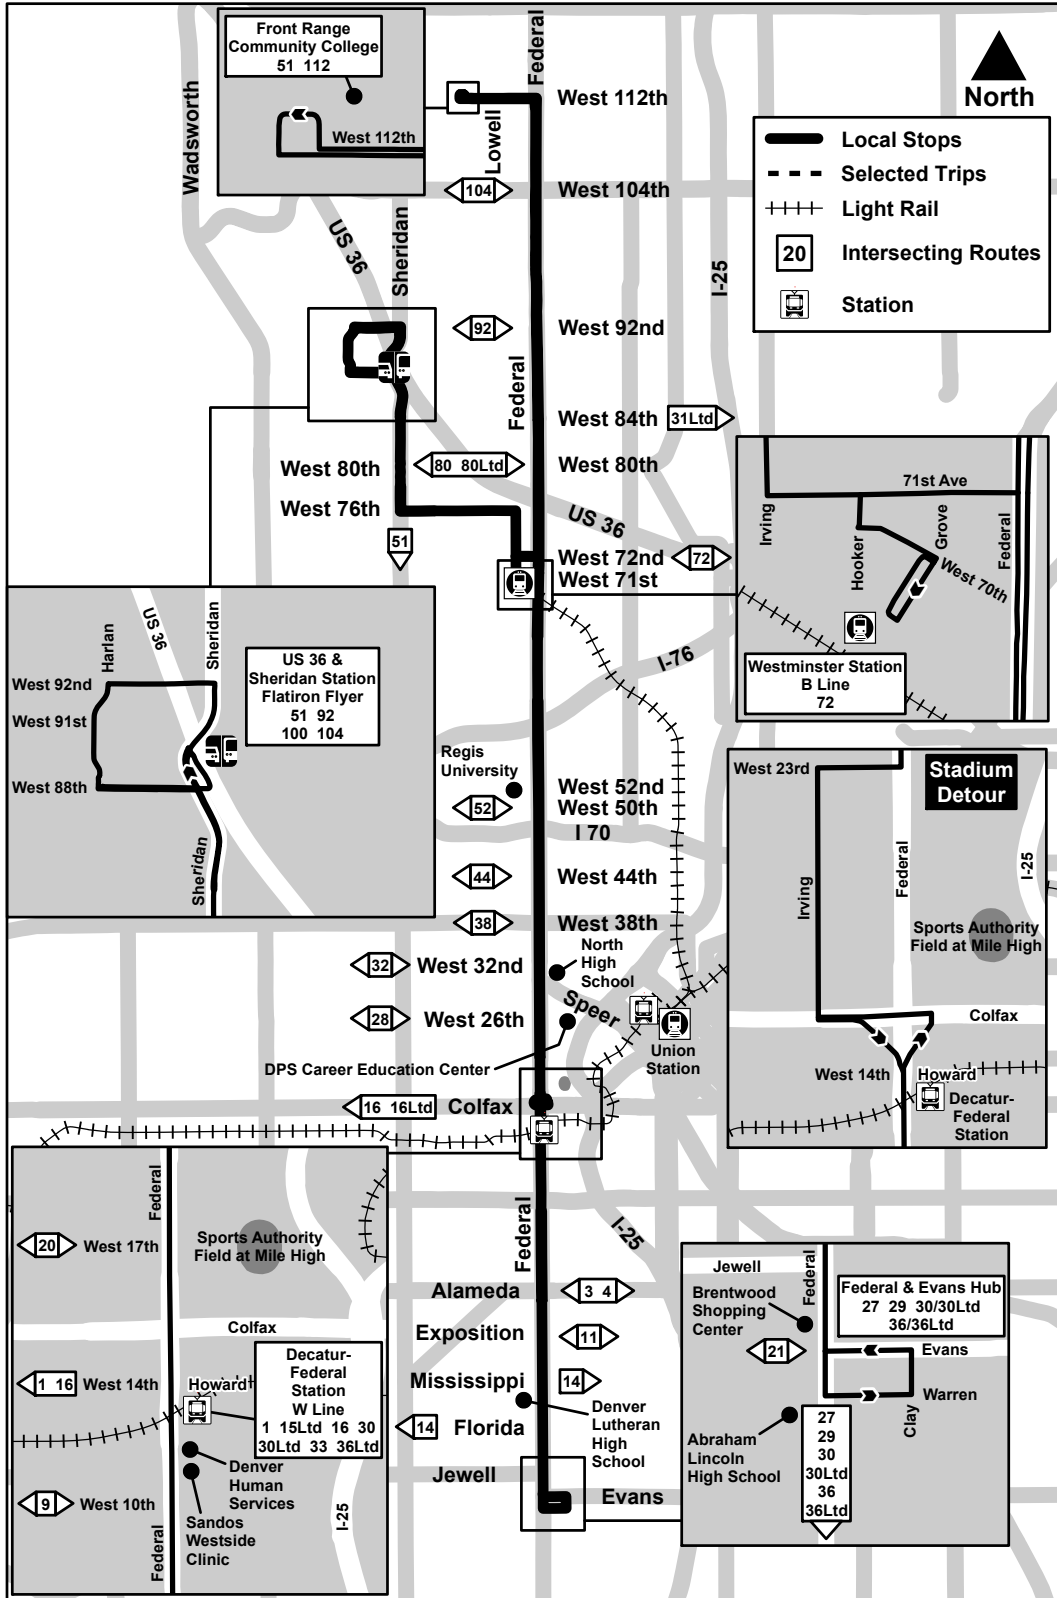 Front Range
Community College
51 112
West 112th
Wadsworth
Federal
Lowell
West 112th
North
Local Stops
Selected Trips
Light Rail
20
Intersecting Routes
Station
104
West 104th
US 36
Sheridan
I-25
92
West 92nd
Federal
West 84th
31Ltd
West 80th
80 80Ltd
West 80th
West 76th
US 36
51
West 72nd
72
West 71st
71st Ave
Irving
Hooker
Grove
Federal
West 70th
Westminster Station
B Line
72
I-76
US 36
Harlan
Sheridan
West 92nd
West 91st
West 88th
Sheridan
US 36 &
Sheridan Station
Flatiron Flyer
51 92
100 104
Regis
University
West 52nd
52
West 50th
I 70
44
West 44th
38
West 38th
North
High
School
32
West 32nd
28
West 26th
Speer
DPS Career Education Center
Union
Station
16 16Ltd
Colfax
West 23rd
Stadium
Detour
Irving
Federal
I-25
Sports Authority
Field at Mile High
Colfax
West 14th
Howard
Decatur-
Federal
Station
Federal
20
West 17th
Sports Authority
Field at Mile High
Colfax
1 16
West 14th
Howard
Decatur-
Federal
Station
W Line
1 15Ltd 16 30
30Ltd 33 36Ltd
9
West 10th
Denver
Human
Services
Sandos
Westside
Clinic
Federal
I-25
Federal
I-25
Alameda
3 4
Exposition
11
Mississippi
14
14
Florida
Denver
Lutheran
High
School
Jewell
Evans
Jewell
Federal
Brentwood
Shopping
Center
21
Federal & Evans Hub
27 29 30/30Ltd
36/36Ltd
Evans
Warren
Clay
Abraham
Lincoln
High School
27
29
30
30Ltd
36
36Ltd